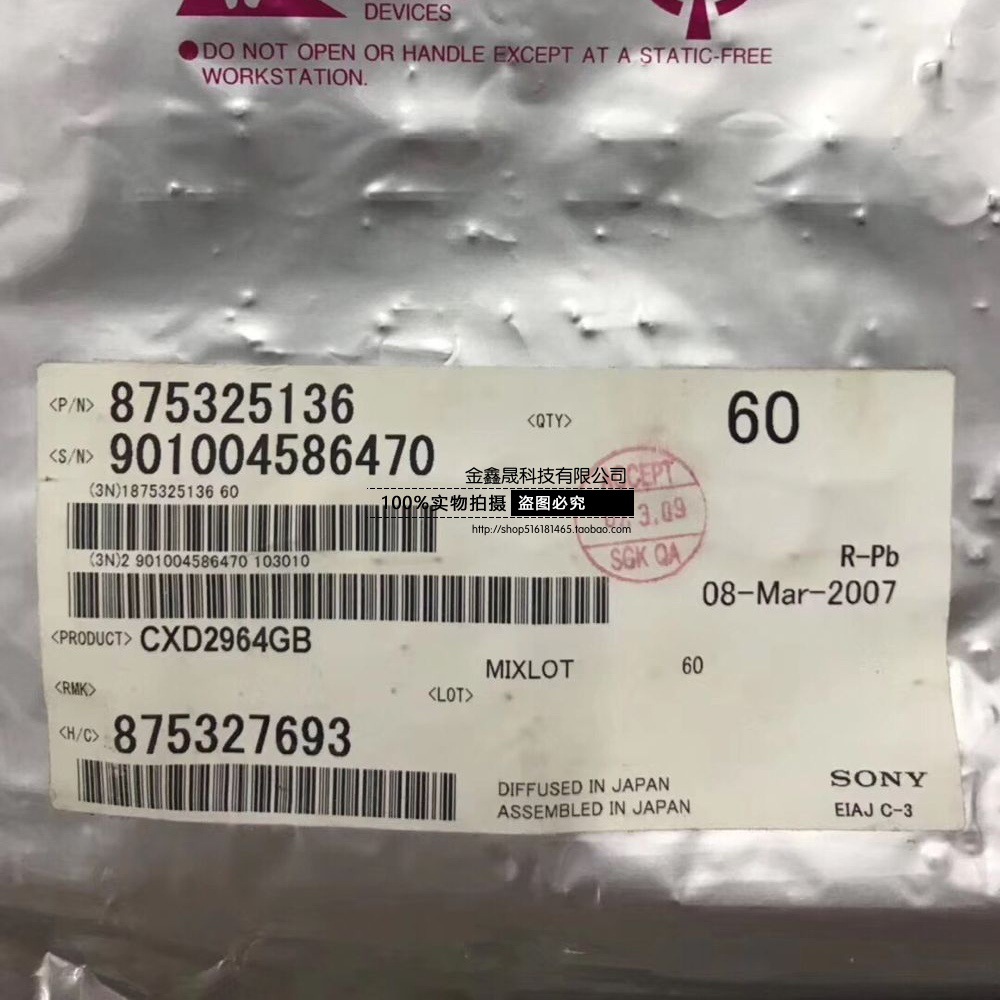 DEVICES
●DO NOT OPEN OR HANDLE EXCEPT AT A STATIC-FREE
WORKSTATION.
<P/N> 875325136
<QTY> 60
<S/N> 901004586470
(3N)1875325136 60
金鑫晟科技有限公司
100%实物拍摄 盗图必究
http://shop516181465.taobao.com
3.09
SGK QA
(3N)2 901004586470 103010
R-Pb
08-Mar-2007
<PRODUCT> CXD2964GB
MIXLOT 60
<RMK>
<LOT>
<H/C> 875327693
DIFFUSED IN JAPAN
ASSEMBLED IN JAPAN
SONY
EIAJ C-3